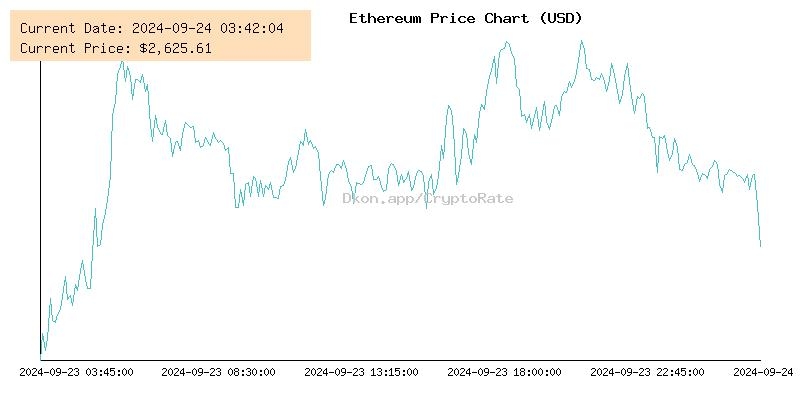 Ethereum Price Chart (USD)
Current Date: 2024-09-24 03:42:04
Current Price: $2,625.61
Dkon.app/CryptoRate
2024-09-23 03:45:00 2024-09-23 08:30:00 2024-09-23 13:15:00 2024-09-23 18:00:00 2024-09-23 22:45:00 2024-09-24